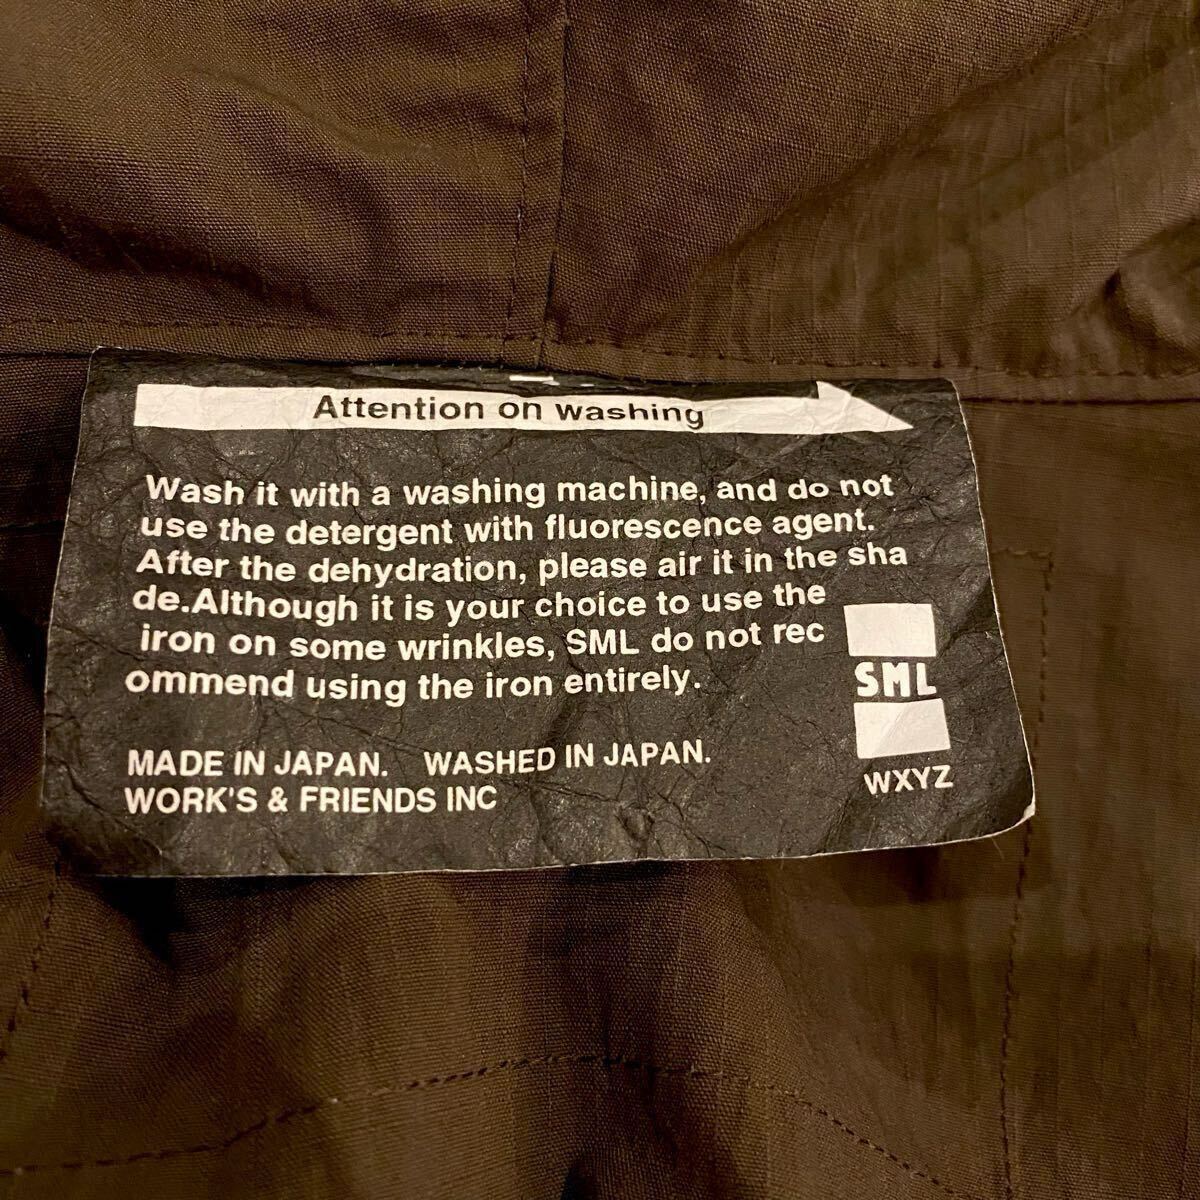 Attention on washing
Wash it with a washing machine, and do not
use the detergent with fluorescence agent.
After the dehydration, please air it in the sha
de.Although it is your choice to use the
iron on some wrinkles, SML do not rec
ommend using the iron entirely.
SML
WXYZ
MADE IN JAPAN. WASHED IN JAPAN.
WORK'S & FRIENDS INC